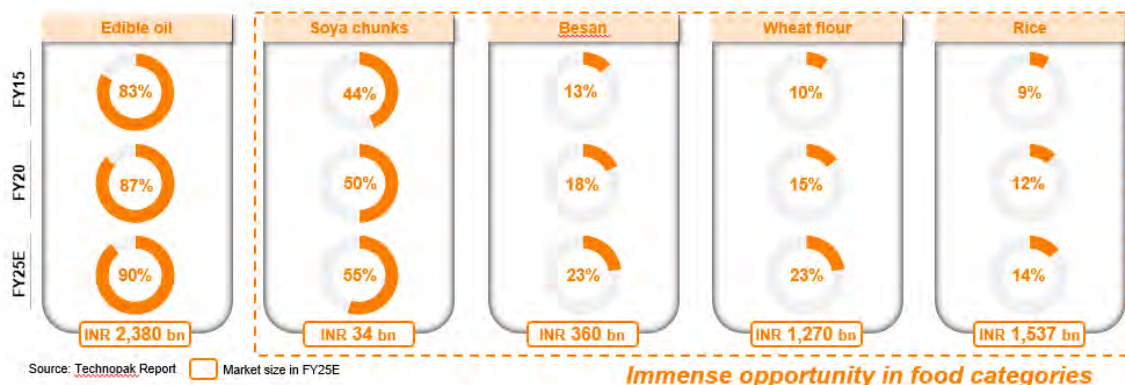 Edible oil Soya chunks Besan Wheat flour Rice
FY15 83% 44% 13% 10% 9%
FY20 87% 50% 18% 15% 12%
FY25E 90% 55% 23% 23% 14%
INR 2,380 bn INR 34 bn INR 360 bn INR 1,270 bn INR 1,537 bn
Source: Technopak Report Market size in FY25E
Immense opportunity in food categories